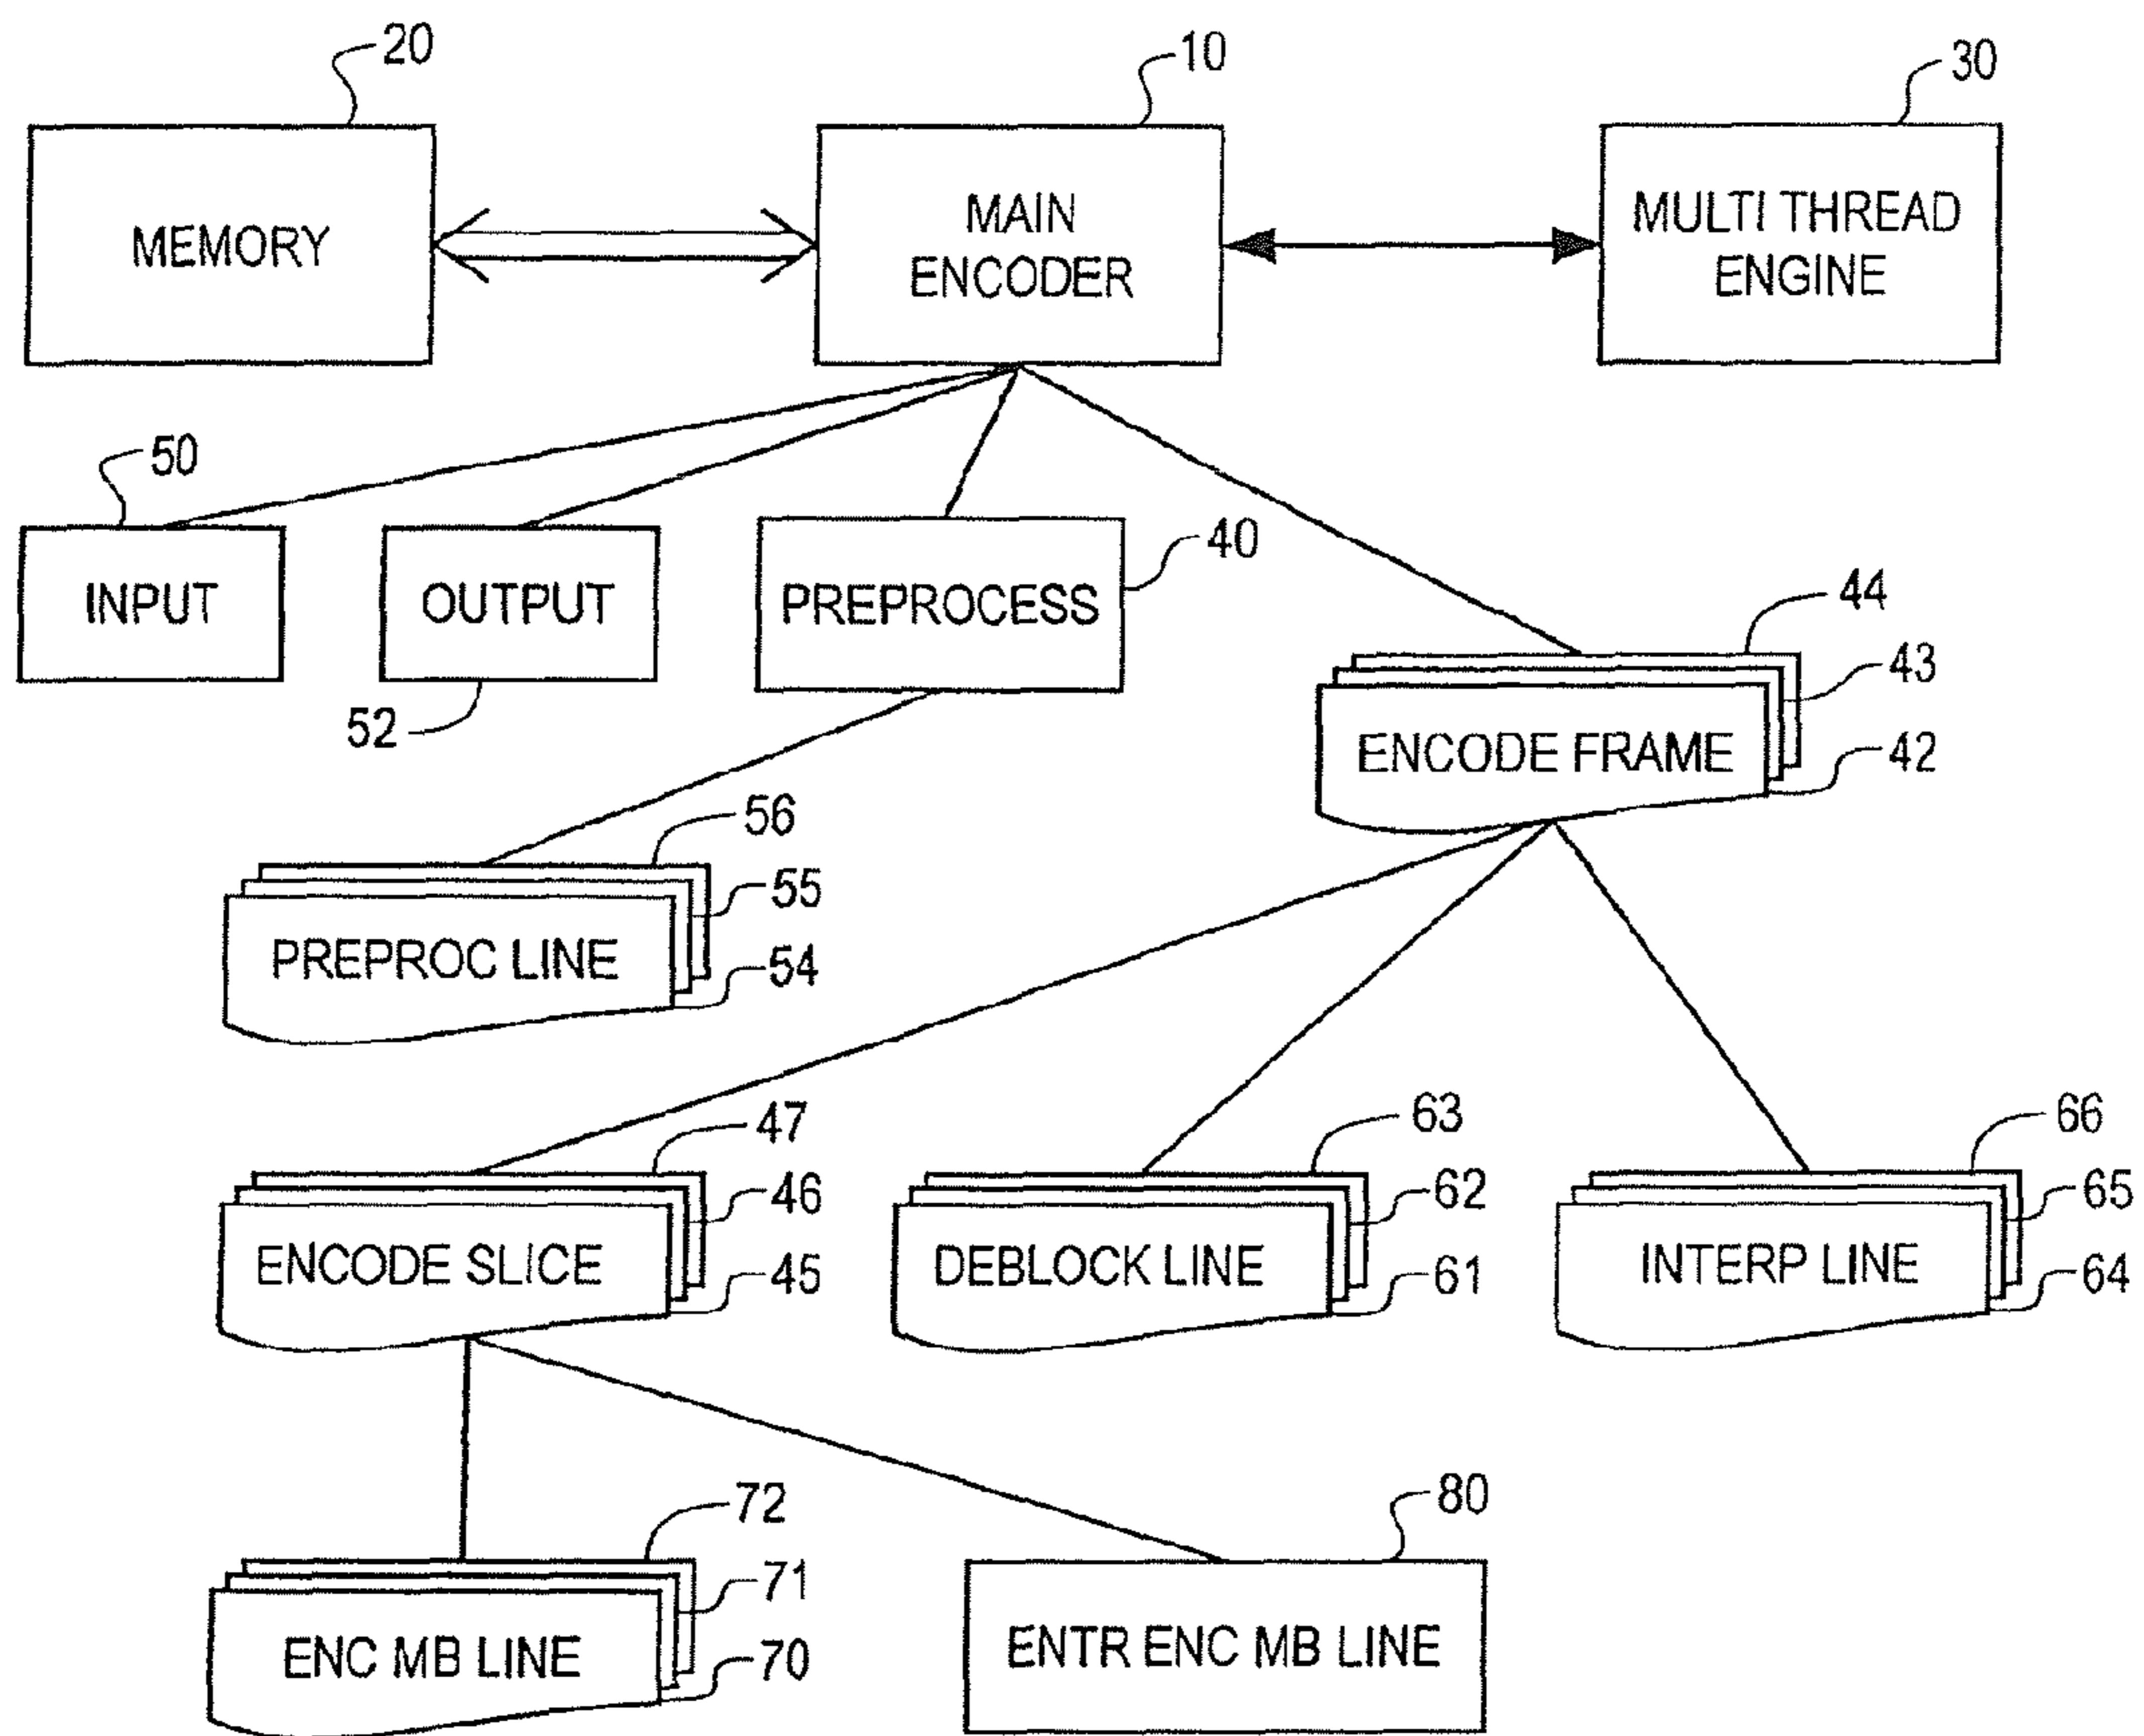 20
10
30
MEMORY
MAIN
ENCODER
MULTI THREAD
ENGINE
50
INPUT
OUTPUT
52
PREPROCESS
40
44
43
ENCODE FRAME
42
56
55
PREPROC LINE
54
47
46
ENCODE SLICE
45
63
62
DEBLOCK LINE
61
66
65
INTERP LINE
64
72
71
ENC MB LINE
70
80
ENTR ENC MB LINE